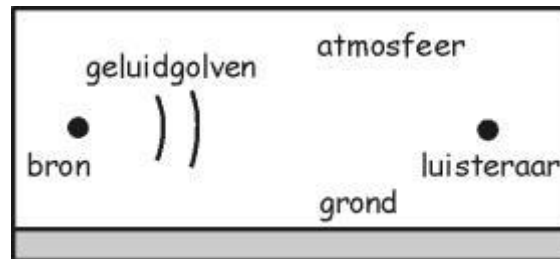 atmosfeer
geluidgolven
bron
luisteraar
grond